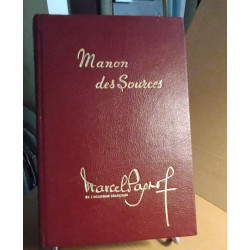 Manon
des Sources
Marcel Pagnol
DE L'ACADÉMIE FRANÇAISE